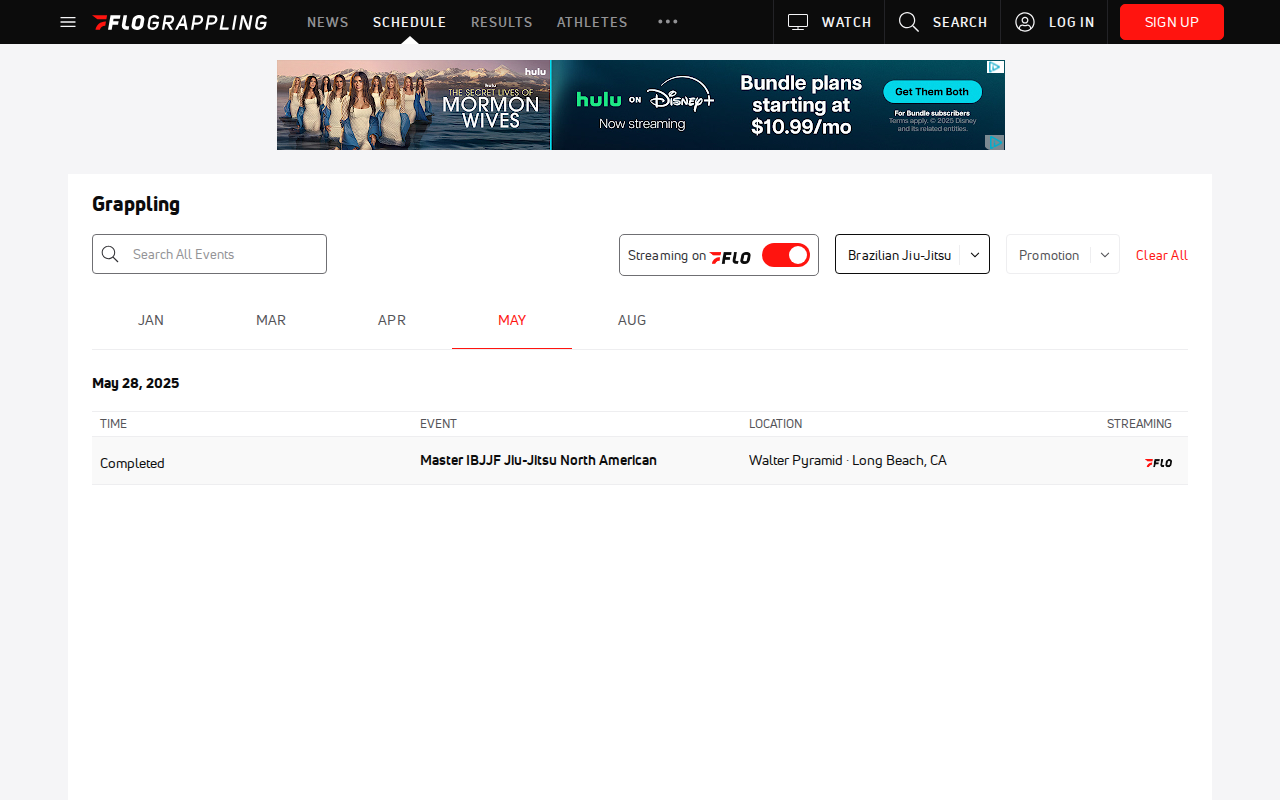 FLOGRAPPLING
NEWS
SCHEDULE
RESULTS
ATHLETES
WATCH
SEARCH
LOG IN
SIGN UP
hulu
THE SECRET LIVES OF
MORMON
WIVES
hulu ON Disney+
Now streaming
Bundle plans
starting at
$10.99/mo
Get Them Both
For Bundle subscribers
Terms apply. © 2025 Disney
and its related entities.
Grappling
Search All Events
Streaming on FLO
Brazilian Jiu-Jitsu
Promotion
Clear All
JAN
MAR
APR
MAY
AUG
May 28, 2025
TIME
EVENT
LOCATION
STREAMING
Completed
Master IBJJF Jiu-Jitsu North American
Walter Pyramid · Long Beach, CA
FLO